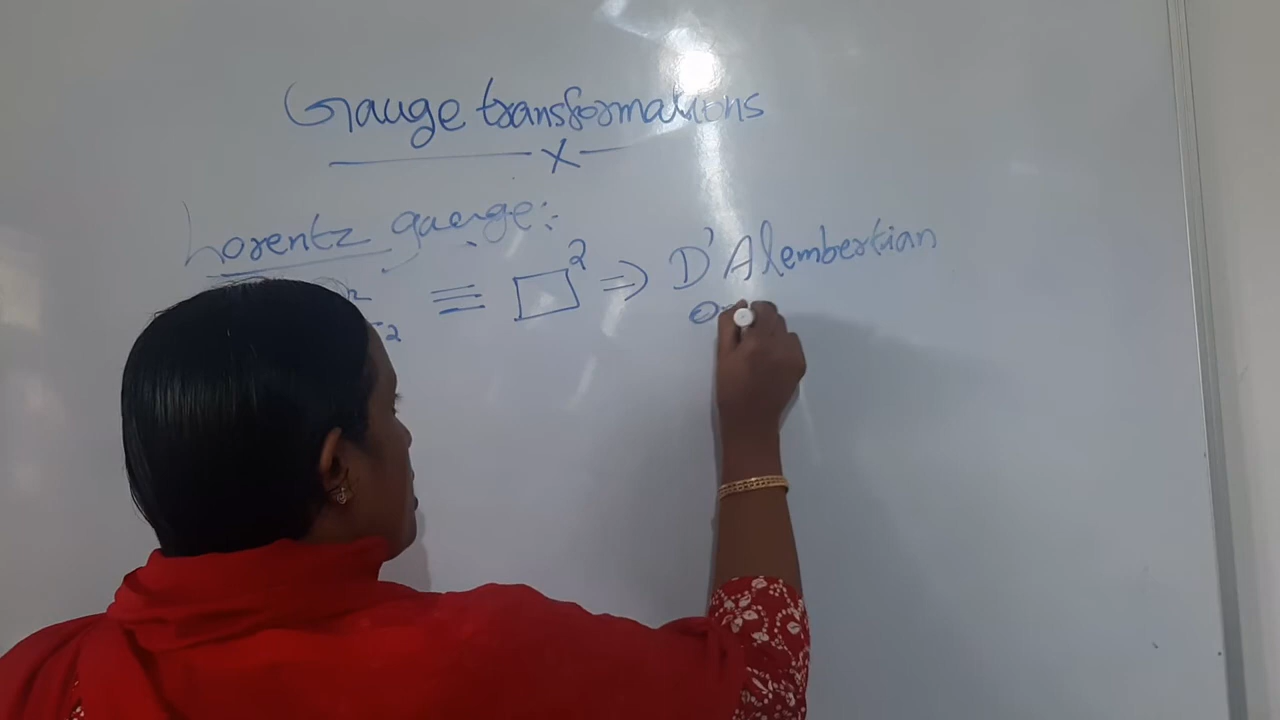 Gauge transformations
x
Lorentz gauge:-
≡ □² ⇒ D'Alembertian